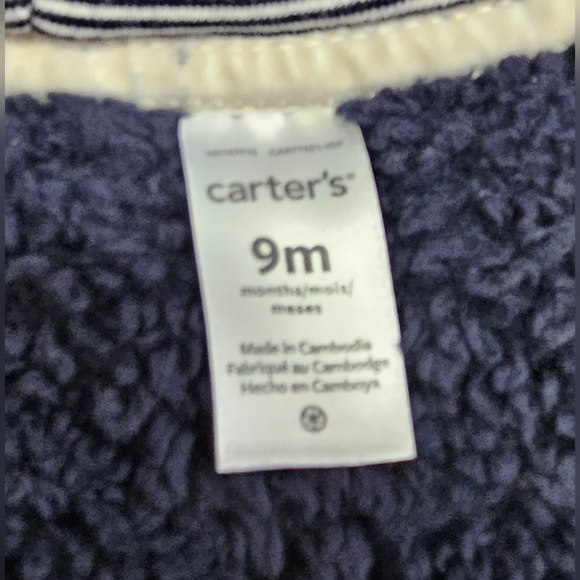 carter's
9m
months/mois/
meses
Made in Cambodia
Fabriqué au Cambodge
Hecho en Camboya